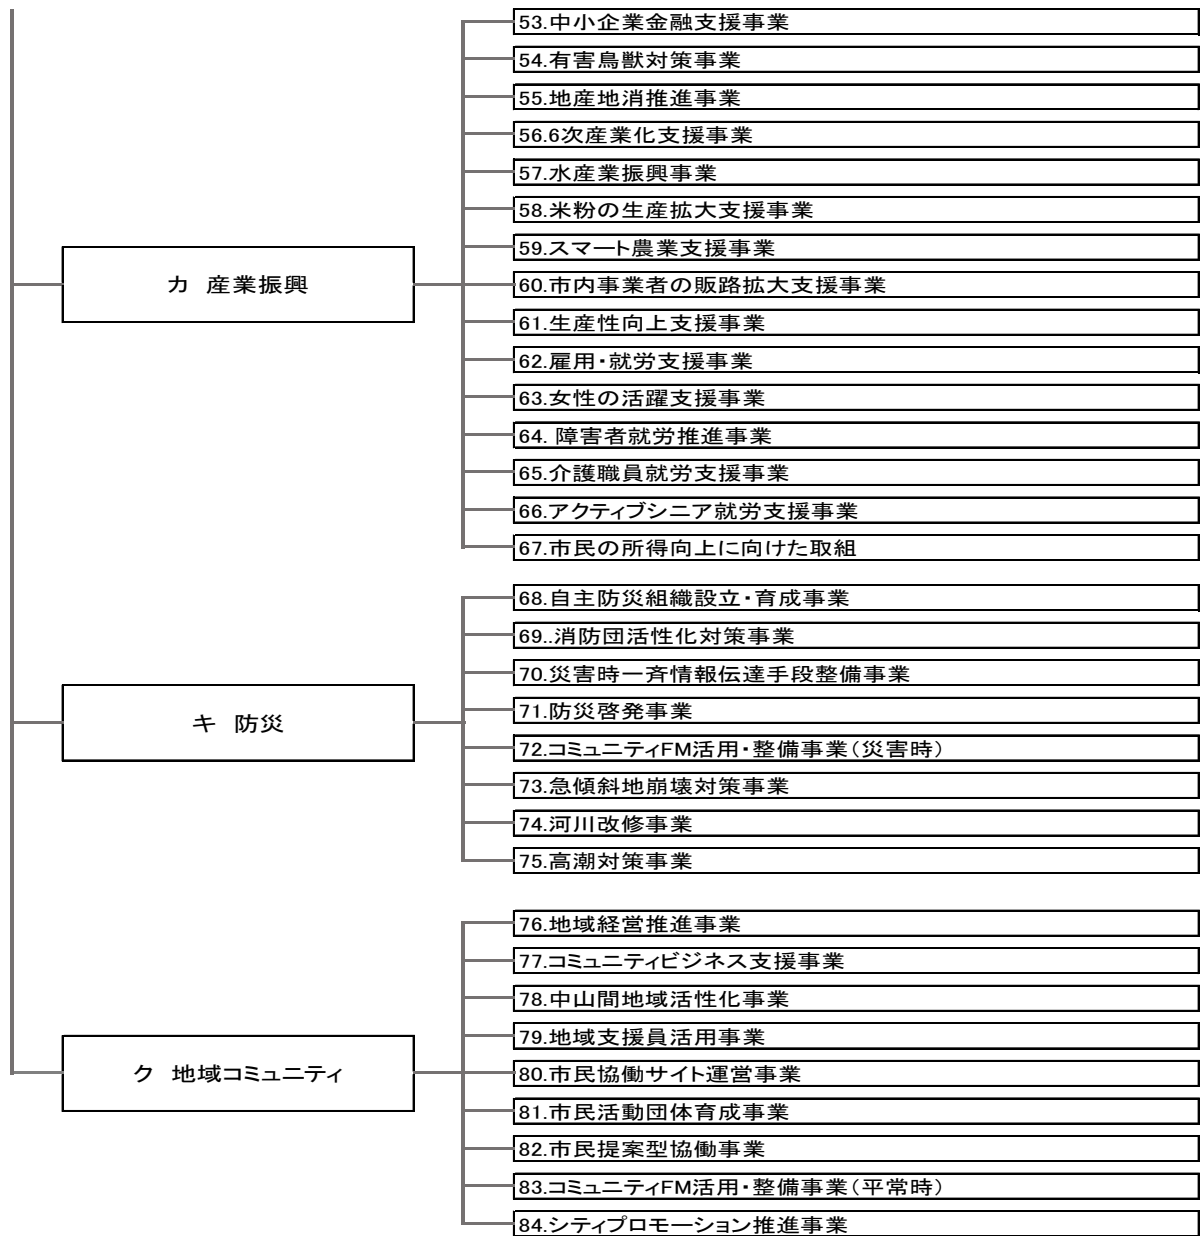 カ 産業振興
53.中小企業金融支援事業
54.有害鳥獣対策事業
55.地産地消推進事業
56.6次産業化支援事業
57.水産業振興事業
58.米粉の生産拡大支援事業
59.スマート農業支援事業
60.市内事業者の販路拡大支援事業
61.生産性向上支援事業
62.雇用・就労支援事業
63.女性の活躍支援事業
64. 障害者就労推進事業
65.介護職員就労支援事業
66.アクティブシニア就労支援事業
67.市民の所得向上に向けた取組
キ 防災
68.自主防災組織設立・育成事業
69..消防団活性化対策事業
70.災害時一斉情報伝達手段整備事業
71.防災啓発事業
72.コミュニティFM活用・整備事業(災害時)
73.急傾斜地崩壊対策事業
74.河川改修事業
75.高潮対策事業
ク 地域コミュニティ
76.地域経営推進事業
77.コミュニティビジネス支援事業
78.中山間地域活性化事業
79.地域支援員活用事業
80.市民協働サイト運営事業
81.市民活動団体育成事業
82.市民提案型協働事業
83.コミュニティFM活用・整備事業(平常時)
84.シティプロモーション推進事業